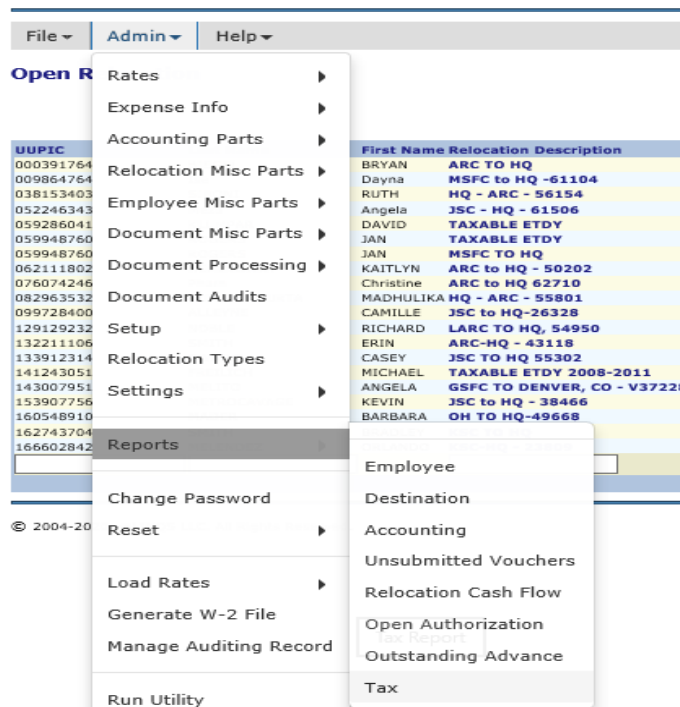 File Admin Help
Open R
Rates
Expense Info
Accounting Parts
Relocation Misc Parts
Employee Misc Parts
Document Misc Parts
Document Processing
Document Audits
Setup
Relocation Types
Settings
Reports
Change Password
Reset
Load Rates
Generate W-2 File
Manage Auditing Record
Run Utility
Employee
Destination
Accounting
Unsubmitted Vouchers
Relocation Cash Flow
Open Authorization
Tax Report
Outstanding Advance
Tax
UUPIC First Name Relocation Description
000391764 BRYAN ARC TO HQ
009864764 Dayna MSFC to HQ -61104
038153403 RUTH HQ - ARC - 56154
052246343 Angela JSC - HQ - 61506
059286041 DAVID TAXABLE ETDY
059948760 JAN TAXABLE ETDY
059948760 JAN MSFC TO HQ
062111802 KAITLYN ARC to HQ - 50202
076074246 Christine ARC to HQ 62710
082963532 MADHULIKA HQ - ARC - 55801
099728400 CAMILLE JSC to HQ-26328
129129232 RICHARD LARC TO HQ, 54950
132211106 ERIN ARC-HQ - 43118
133912314 CASEY JSC TO HQ 55302
141243051 MICHAEL TAXABLE ETDY 2008-2011
143007951 ANGELA GSFC TO DENVER, CO - V37228
153907756 KEVIN JSC to HQ - 38466
160548910 BARBARA OH TO HQ-49668
162743704
166602842
© 2004-20